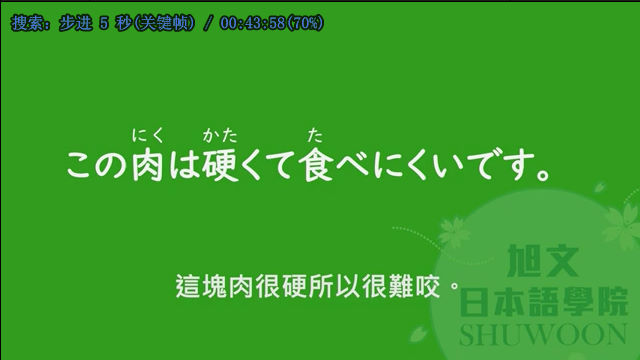 搜索: 步进 5 秒(关键帧) / 00:43:58(70%)
にく かた た
この肉は硬くて食べにくいです。
這塊肉很硬所以很難咬。
旭文
日本語學院
SHUWOON